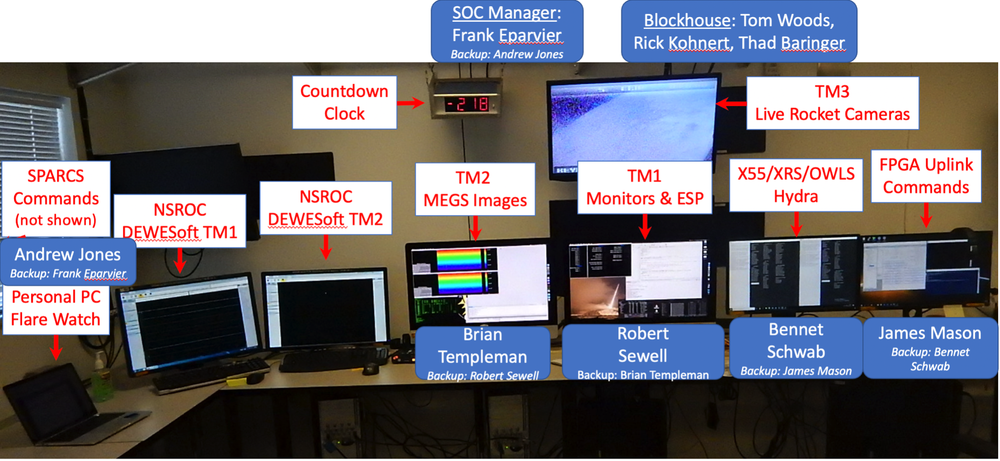 SOC Manager:
Frank Eparvier
Backup: Andrew Jones
Blockhouse: Tom Woods,
Rick Kohnert, Thad Baringer
Countdown
Clock
-218
TM3
Live Rocket Cameras
SPARCS
Commands
(not shown)
NSROC
DEWESoft TM1
NSROC
DEWESoft TM2
TM2
MEGS Images
TM1
Monitors & ESP
X55/XRS/OWLS
Hydra
FPGA Uplink
Commands
Andrew Jones
Backup: Frank Eparvier
Personal PC
Flare Watch
Brian
Templeman
Backup: Robert Sewell
Robert
Sewell
Backup: Brian Templeman
Bennet
Schwab
Backup: James Mason
James Mason
Backup: Bennet
Schwab